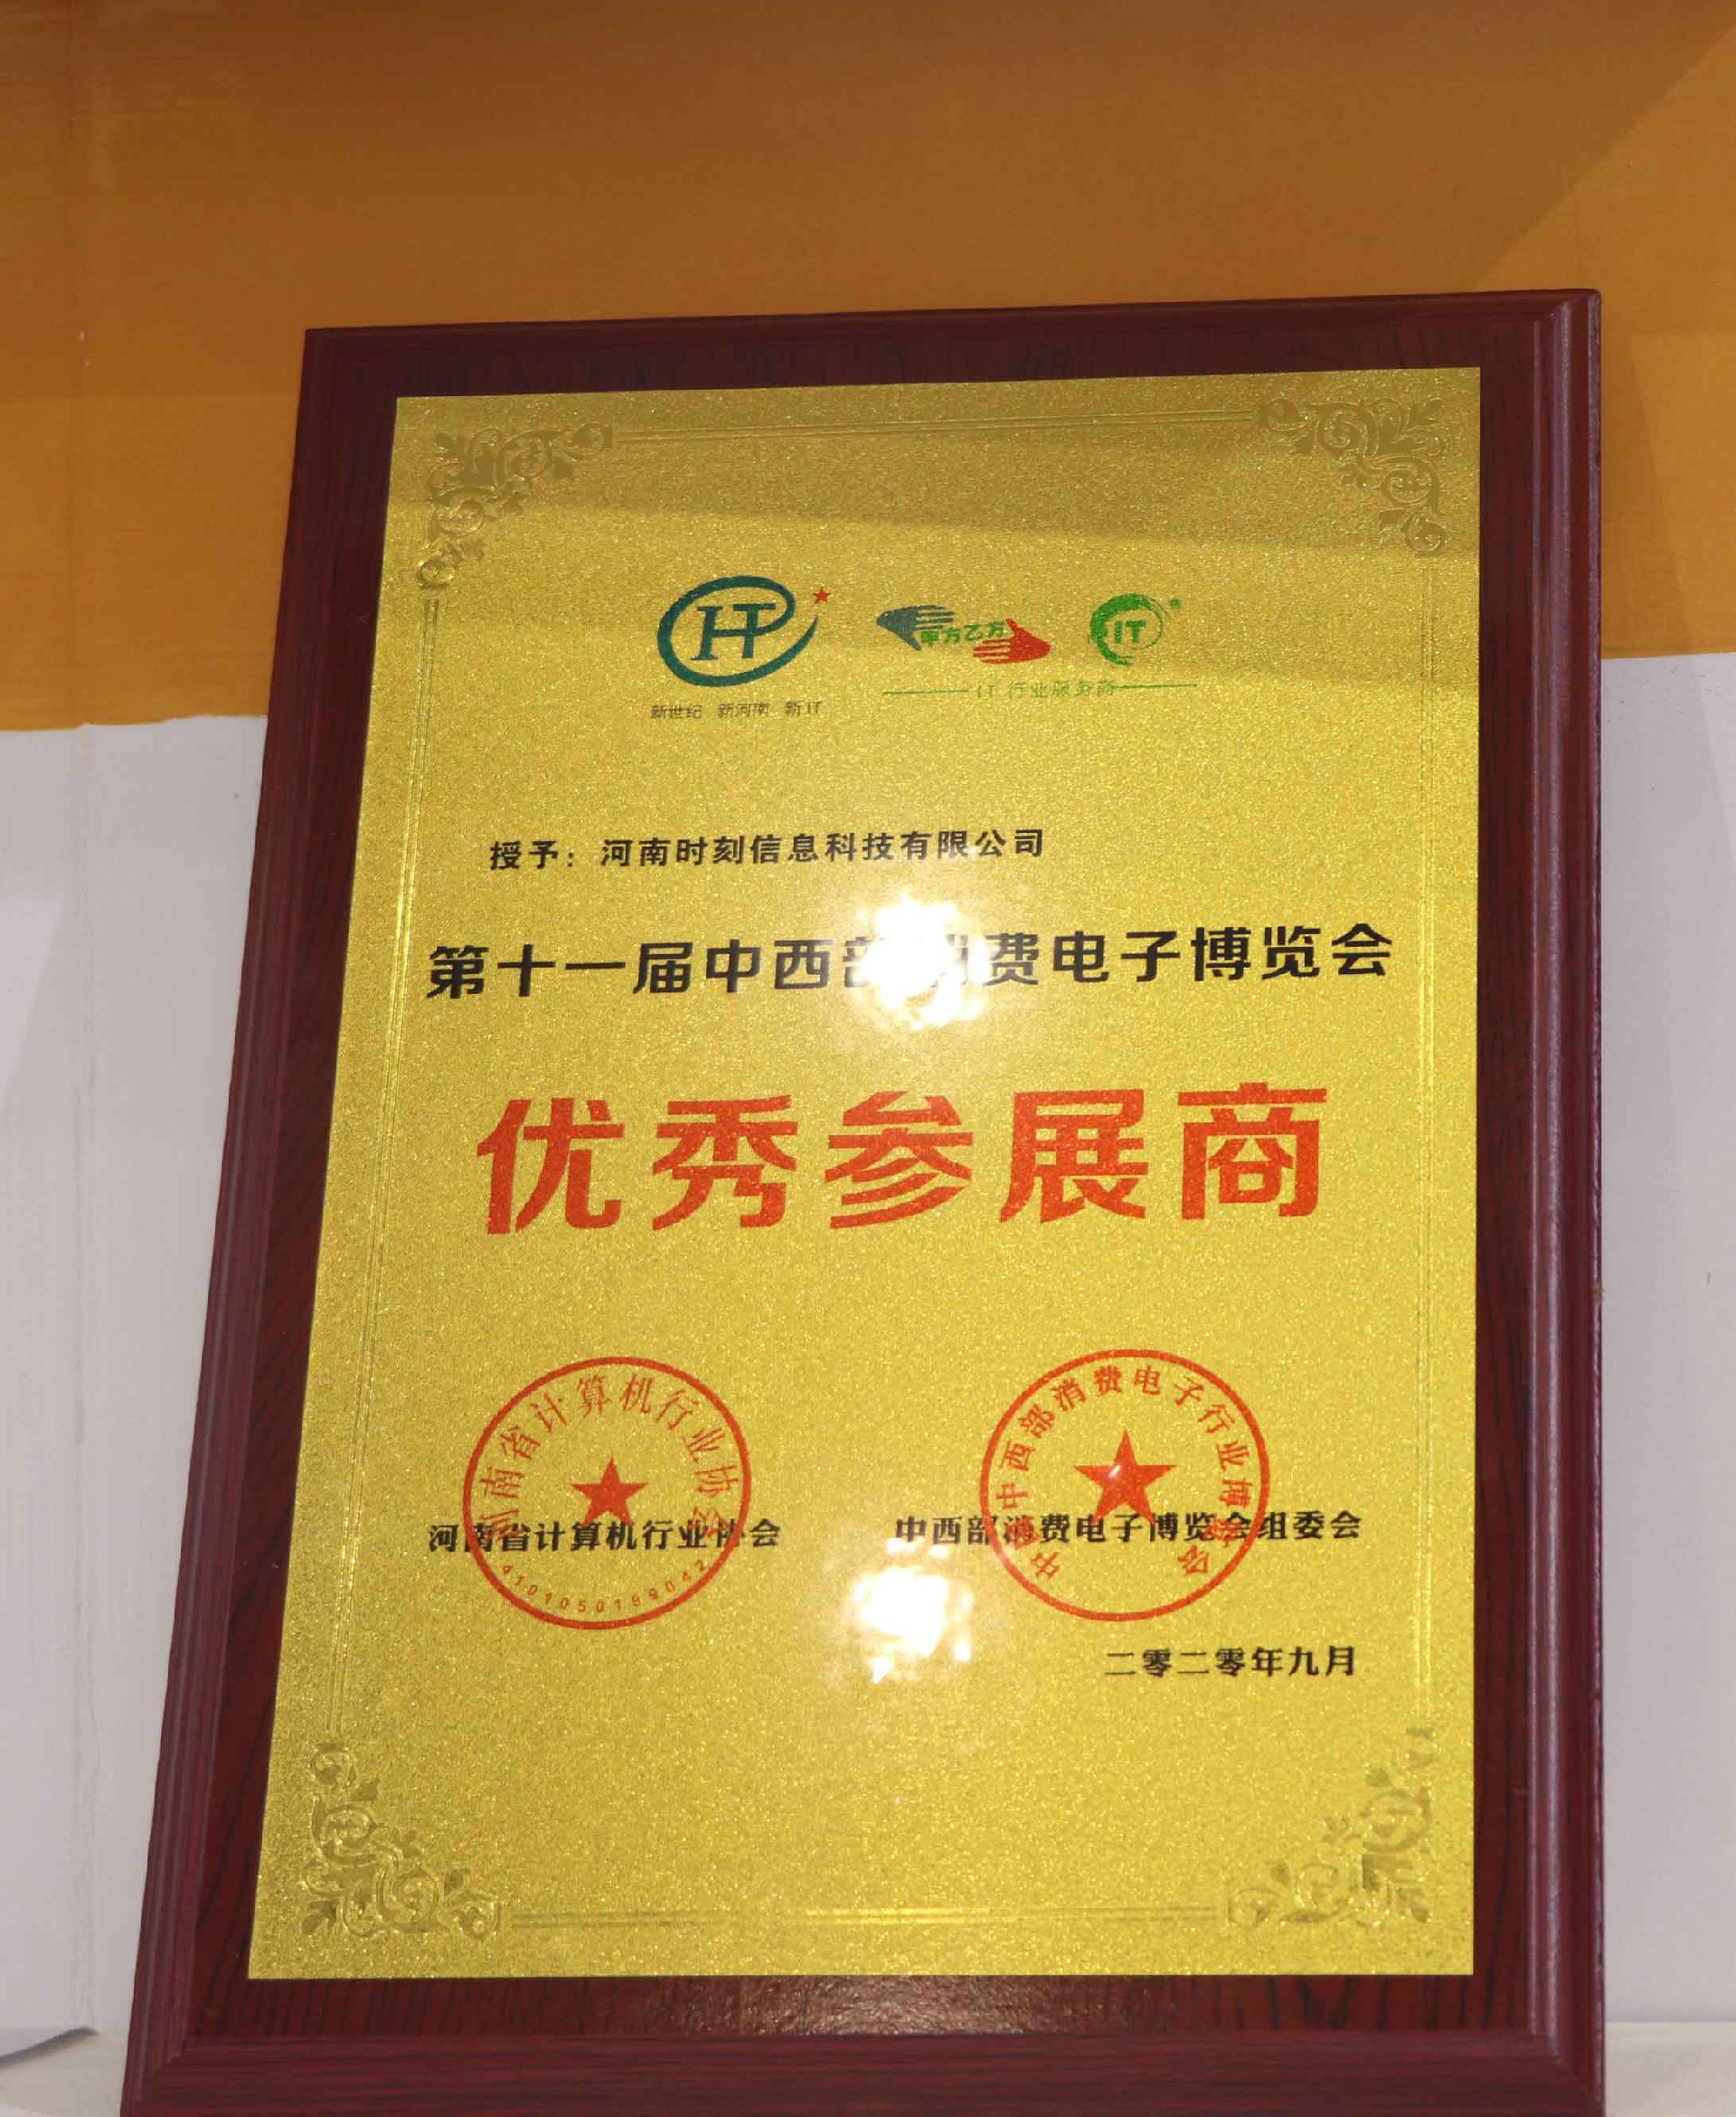 HT
新世纪 新河南 新IT
甲方乙方
IT
IT 行业服务商
授予：河南时刻信息科技有限公司
第十一届中西部消费电子博览会
优秀参展商
河南省计算机行业协会
4101050199042
河南省计算机行业协会
中西部消费电子行业博览会
中西部消费电子博览会组委会
二零二零年九月